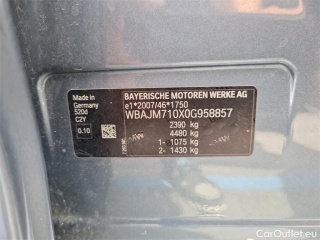 Made in
Germany
520d
C2Y
0.10
BAYERISCHE MOTOREN WERKE AG
e1*2007/46*1750
WBAJM710X0G958857
2390 kg
4480 kg
1- 1075 kg
2- 1430 kg
CarOutlet.eu